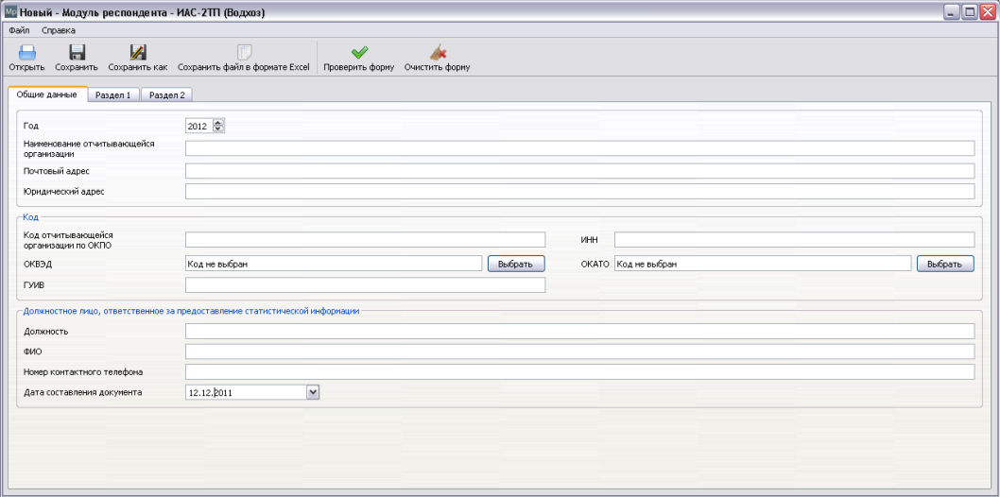 Mp Новый - Модуль респондента - ИАС-2ТП (Водхоз)
Файл Справка
Открыть Сохранить Сохранить как Сохранить файл в формате Excel Проверить форму Очистить форму
Общие данные Раздел 1 Раздел 2
Год 2012
Наименование отчитывающейся
организации
Почтовый адрес
Юридический адрес
Код
Код отчитывающейся
организации по ОКПО
ИНН
ОКВЭД Код не выбран Выбрать ОКАТО Код не выбран Выбрать
ГУИВ
Должностное лицо, ответственное за предоставление статистической информации
Должность
ФИО
Номер контактного телефона
Дата составления документа 12.12.2011